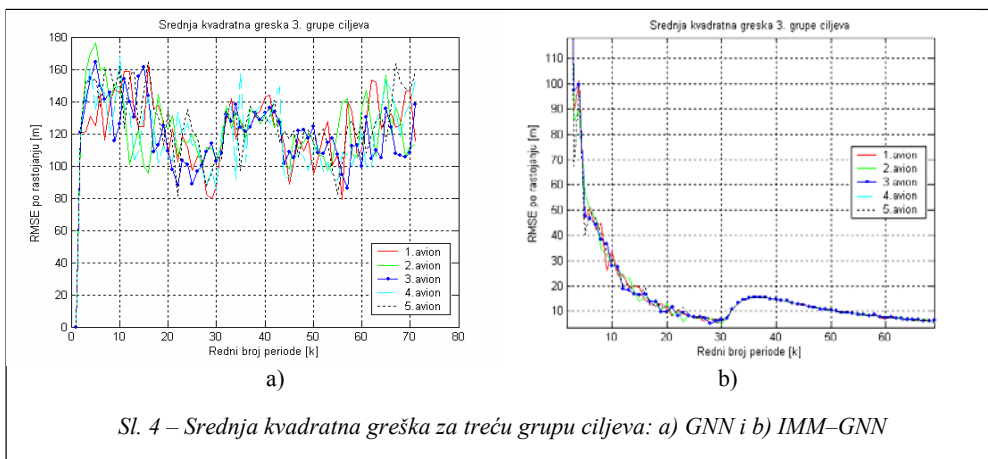 Srednja kvadratna greska 3. grupe ciljeva
180
160
140
120
100
80
60
40
20
0
RMSE po rastojanju [m]
1.avion
2.avion
3.avion
4.avion
5.avion
0 10 20 30 40 50 60 70 80
Redni broj periode [k]
a)
Srednja kvadratna greska 3. grupe ciljeva
110
100
90
80
70
60
50
40
30
20
10
RMSE po rastojanju [m]
1.avion
2.avion
3.avion
4.avion
5.avion
10 20 30 40 50 60
Redni broj periode [k]
b)
Sl. 4 – Srednja kvadratna greška za treću grupu ciljeva: a) GNN i b) IMM–GNN